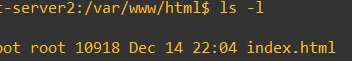 t-server2:/var/www/html$ ls -l
oot root 10918 Dec 14 22:04 index.html